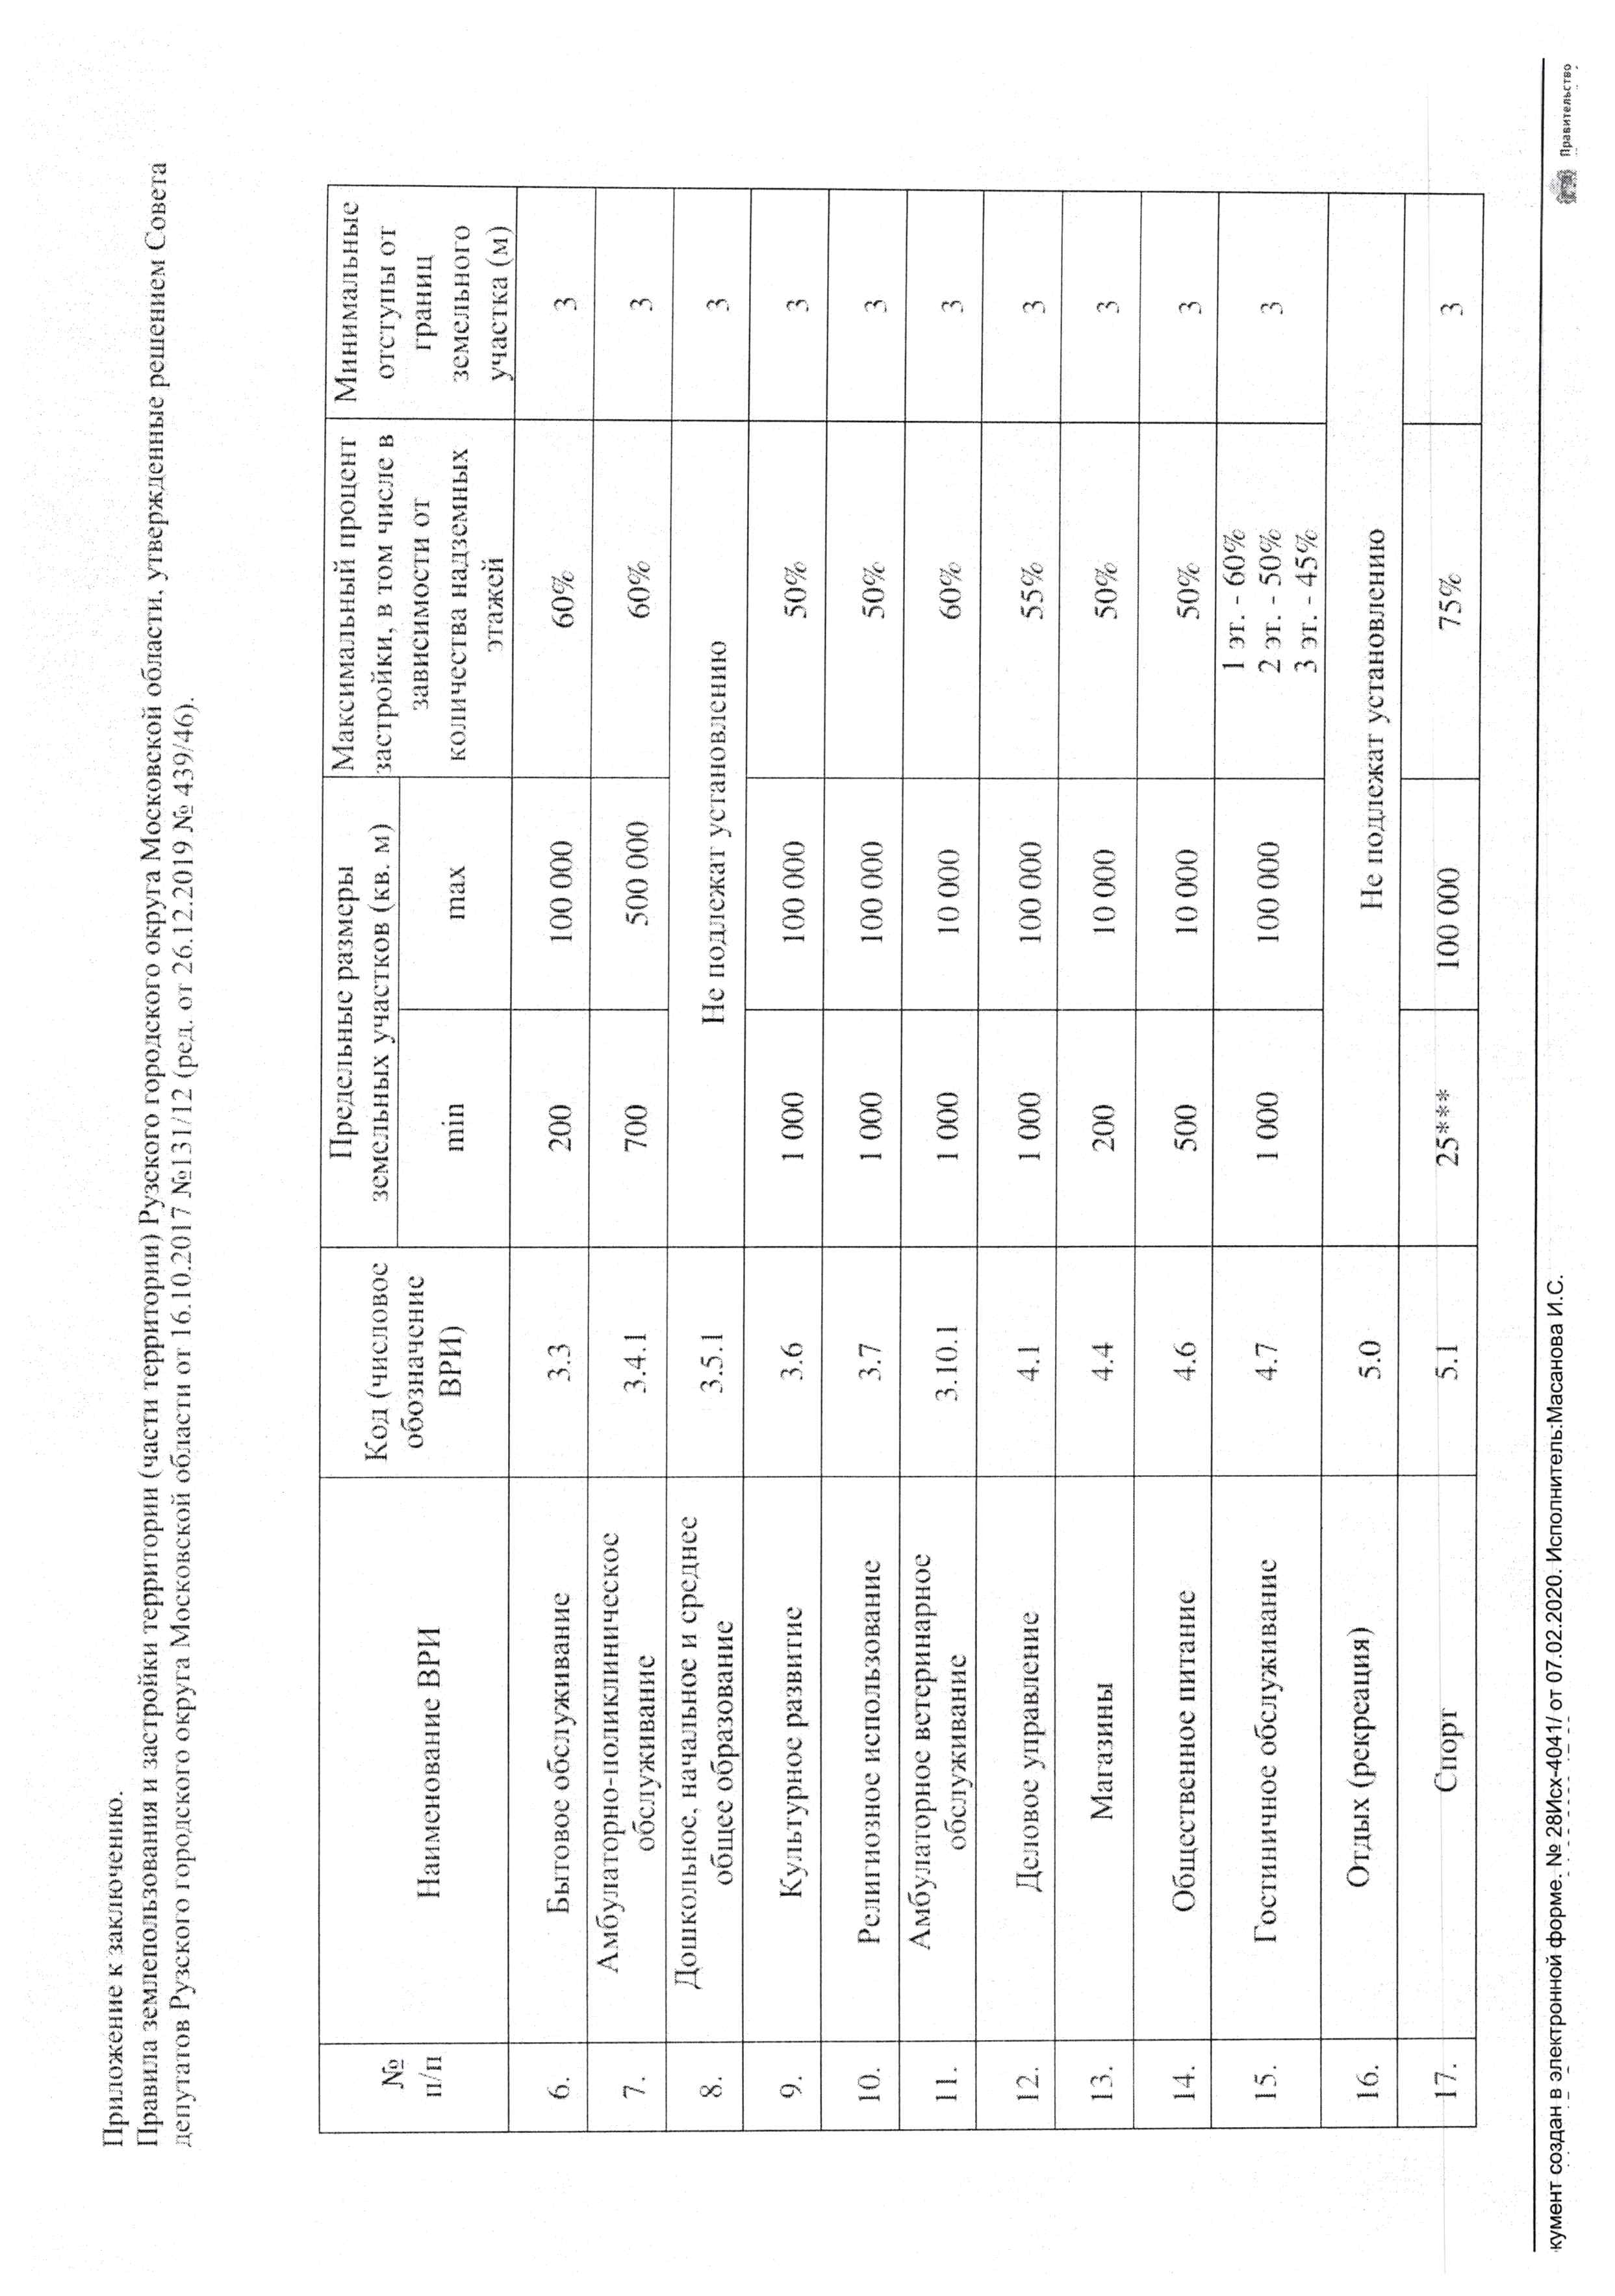 Приложение к заключению.
Правила землепользования и застройки территории (части территории) Рузского городского округа Московской области, утвержденные решением Совета
депутатов Рузского городского округа Московской области от 16.10.2017 №131/12 (ред. от 26.12.2019 № 439/46).
№ п/п
Наименование ВРИ
Код (числовое
обозначение
ВРИ)
Предельные размеры
земельных участков (кв. м)
min
max
Максимальный процент
застройки, в том числе в
зависимости от
количества надземных
этажей
Минимальные
отступы от
границ
земельного
участка (м)
6. Бытовое обслуживание 3.3 200 100 000 60% 3
7. Амбулаторно-поликлиническое
обслуживание 3.4.1 700 500 000 60% 3
8. Дошкольное, начальное и среднее
общее образование 3.5.1 Не подлежат установлению 3
9. Культурное развитие 3.6 1 000 100 000 50% 3
10. Религиозное использование 3.7 1 000 100 000 50% 3
11. Амбулаторное ветеринарное
обслуживание 3.10.1 1 000 10 000 60% 3
12. Деловое управление 4.1 1 000 100 000 55% 3
13. Магазины 4.4 200 10 000 50% 3
14. Общественное питание 4.6 500 10 000 50% 3
15. Гостиничное обслуживание 4.7 1 000 100 000 1 эт. - 60%
2 эт. - 50%
3 эт. - 45%
3
16. Отдых (рекреация) 5.0 Не подлежат установлению
17. Спорт 5.1 25*** 100 000 75% 3
кумент создан в электронной форме. № 28Исх-4041/ от 07.02.2020. Исполнитель:Масанова И.С.
Правительство